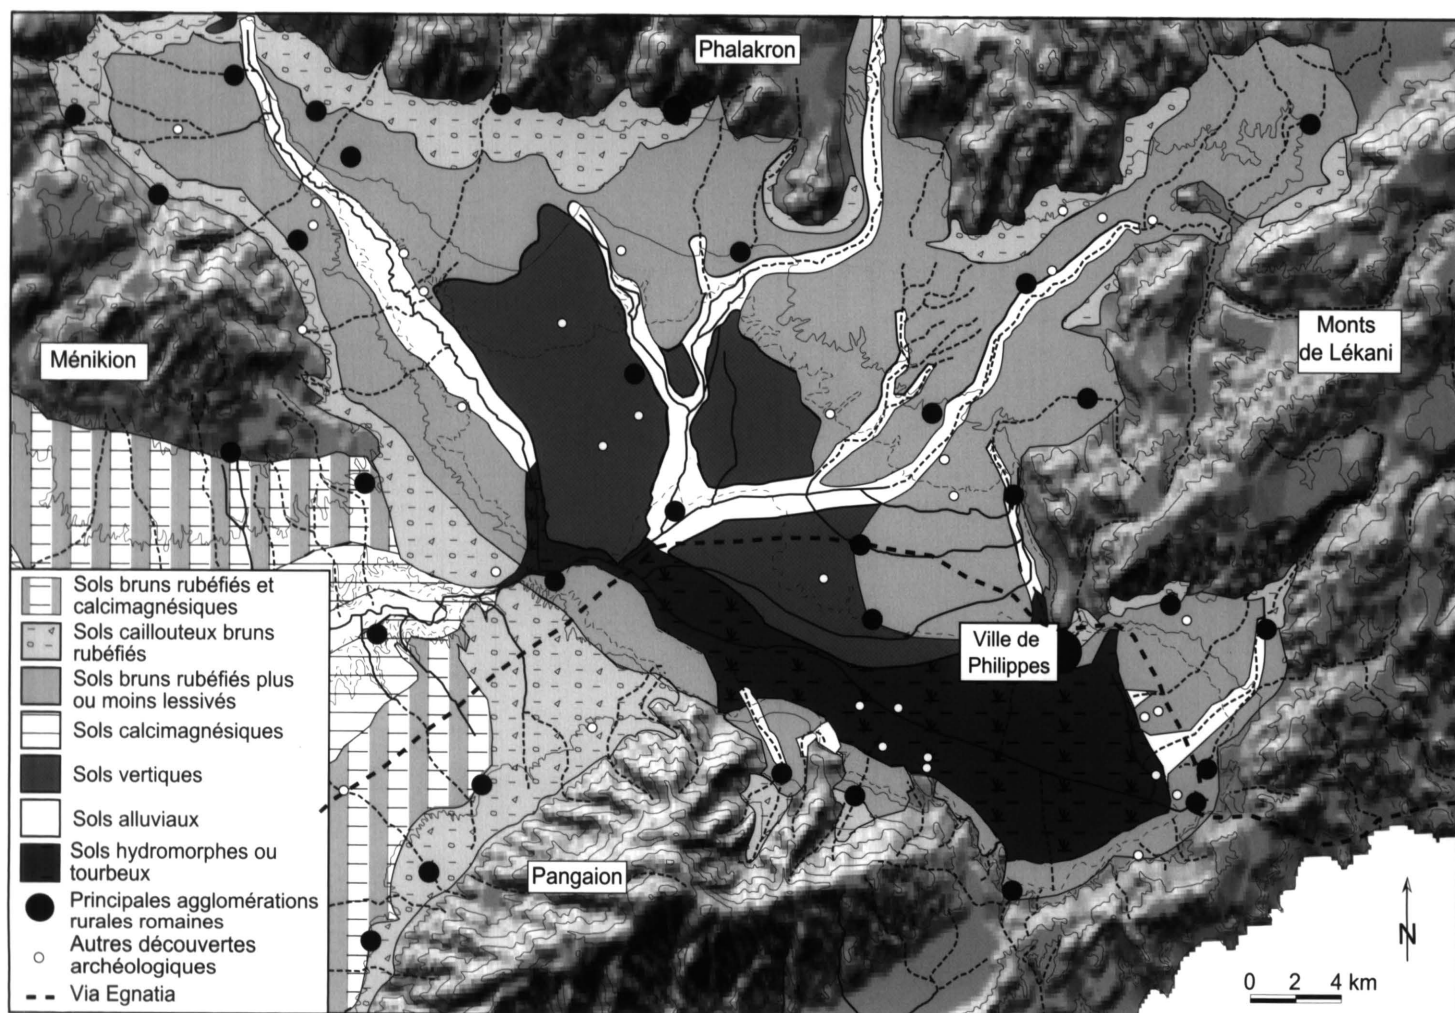 Phalakron
Monts
de Lékani
Ménikion
Ville de
Philippes
Pangaion
Sols bruns rubéfiés et
calcimagnésiques
Sols caillouteux bruns
rubéfiés
Sols bruns rubéfiés plus
ou moins lessivés
Sols calcimagnésiques
Sols vertiques
Sols alluviaux
Sols hydromorphes ou
tourbeux
Principales agglomérations
rurales romaines
Autres découvertes
archéologiques
Via Egnatia
N
0 2 4 km